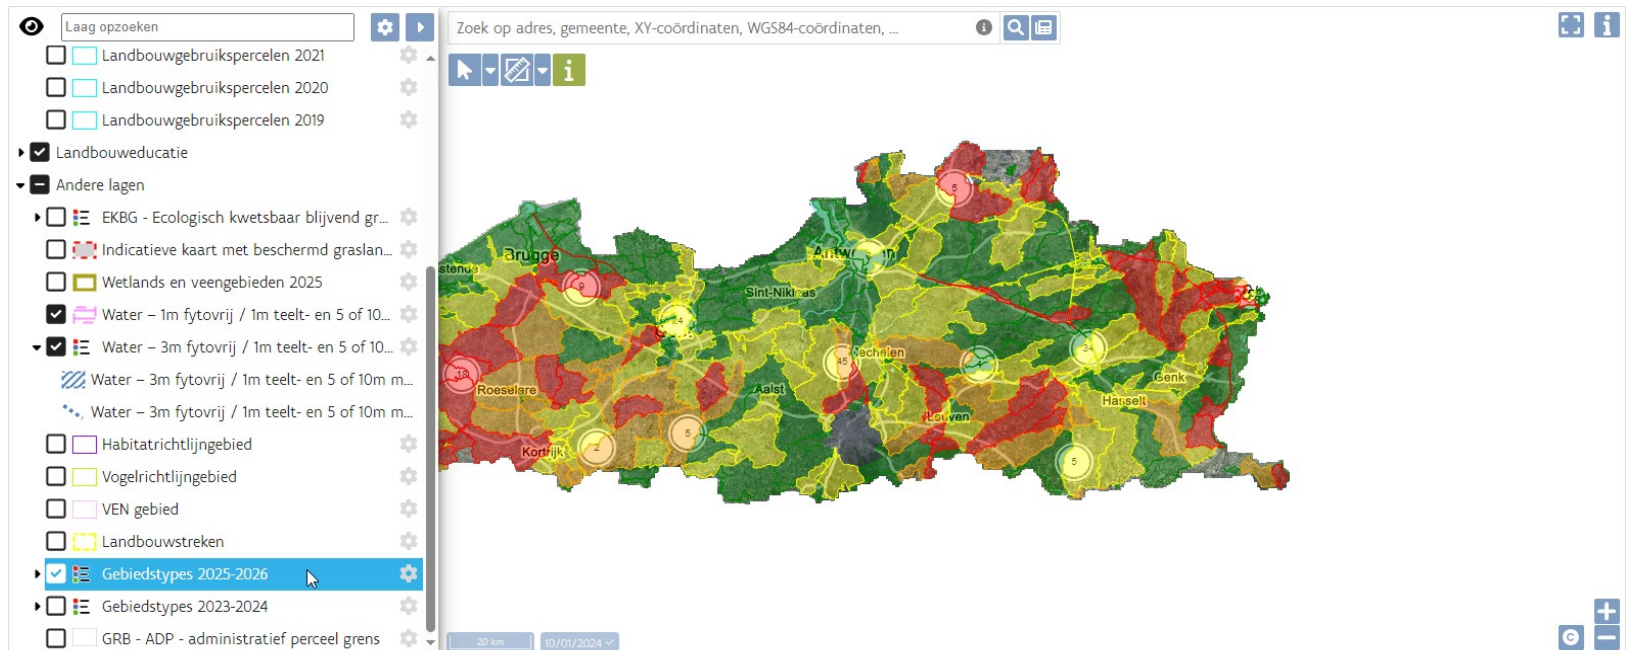 Laag opzoeken
Zoek op adres, gemeente, XY-coördinaten, WGS84-coördinaten, ...
Landbouwgebruikspercelen 2021
Landbouwgebruikspercelen 2020
Landbouwgebruikspercelen 2019
Landbouweducatie
Andere lagen
EKBG - Ecologisch kwetsbaar blijvend gr...
Indicatieve kaart met beschermd graslan...
Wetlands en veengebieden 2025
Water – 1m fytovrij / 1m teelt- en 5 of 10...
Water – 3m fytovrij / 1m teelt- en 5 of 10...
Water – 3m fytovrij / 1m teelt- en 5 of 10m m...
Water – 3m fytovrij / 1m teelt- en 5 of 10m m...
Habitatrichtlijngebied
Vogelrichtlijngebied
VEN gebied
Landbouwstreken
Gebiedstypes 2025-2026
Gebiedstypes 2023-2024
GRB - ADP - administratief perceel grens
5
Brugge
9
Sint-Niklaas
24
45
4
34
Genk
18
Roeselare
Aalst
Hasselt
Leuven
Kortrijk
2
5
5
20 km
10/01/2024